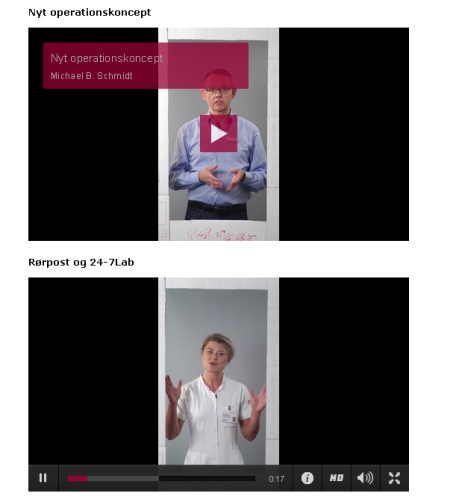 Nyt operationskoncept
Nyt operationskoncept
Michael B. Schmidt
Rørpost og 24-7Lab
0:17
HD